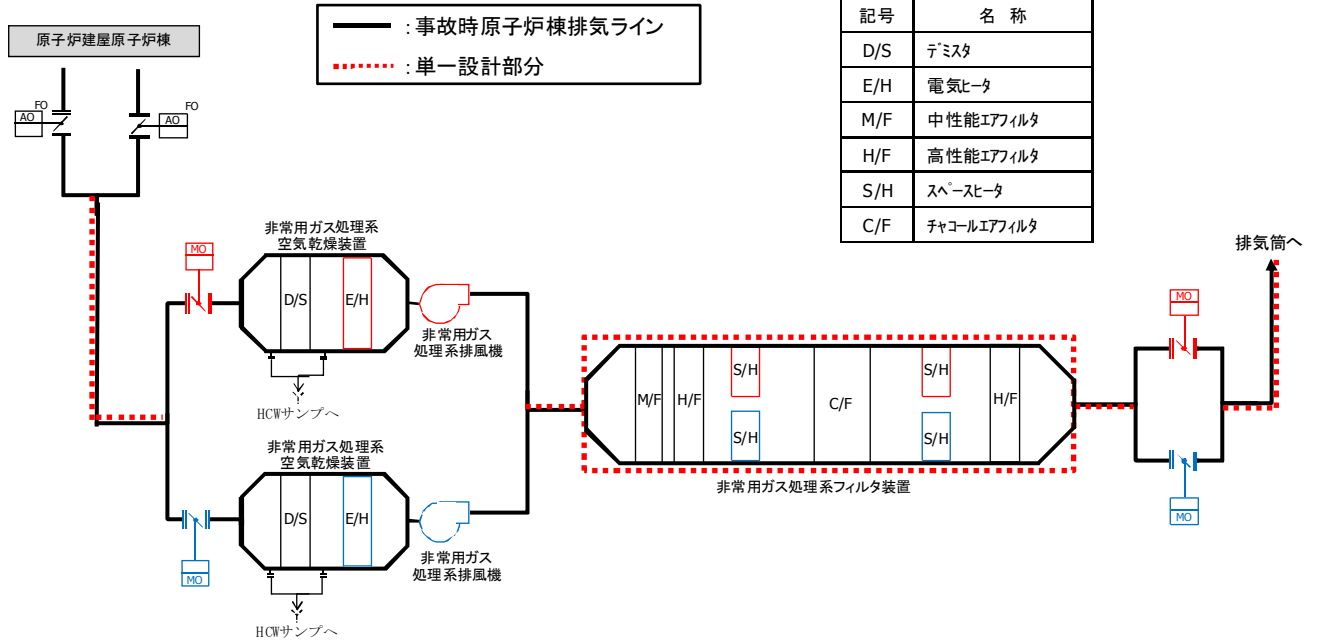 原子炉建屋原子炉棟
：事故時原子炉棟排気ライン
：単一設計部分
記号 名 称
D/S デミスタ
E/H 電気ヒータ
M/F 中性能エアフィルタ
H/F 高性能エアフィルタ
S/H スペースヒータ
C/F チャコールエアフィルタ
FO
AO
FO
AO
非常用ガス処理系
空気乾燥装置
MO
D/S
E/H
非常用ガス
処理系排風機
HCWサンプへ
非常用ガス処理系
空気乾燥装置
MO
D/S
E/H
非常用ガス
処理系排風機
HCWサンプへ
M/F
H/F
S/H
S/H
C/F
S/H
S/H
H/F
非常用ガス処理系フィルタ装置
排気筒へ
MO
MO